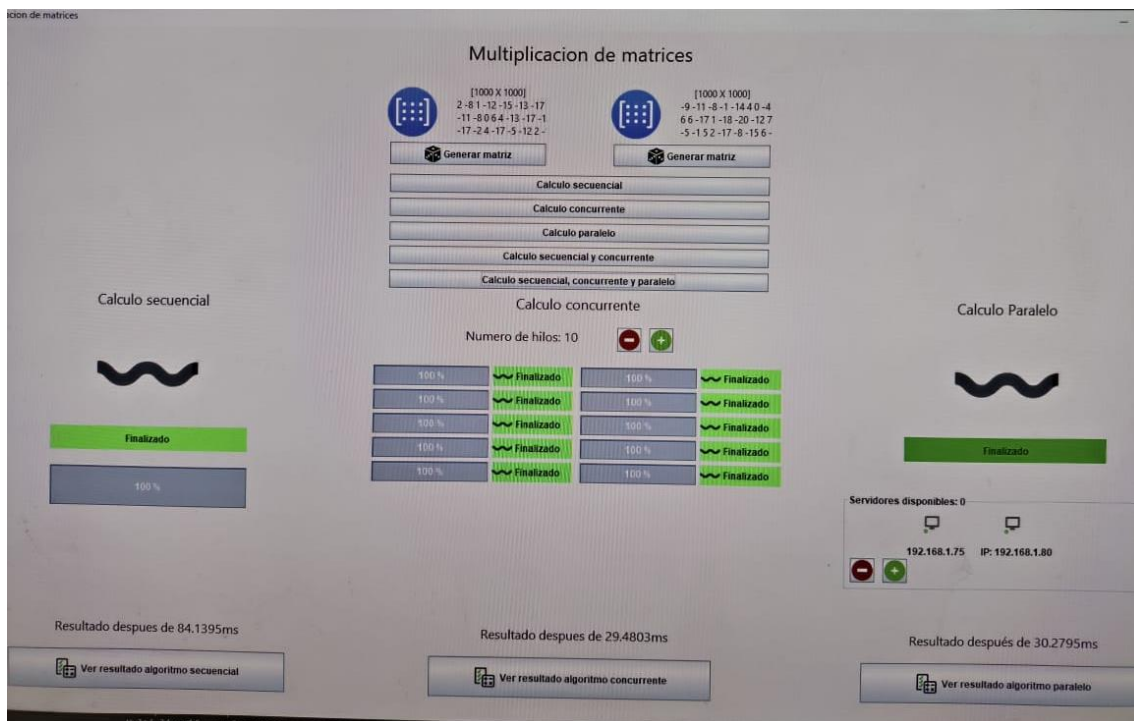 cion de matrices
Multiplicacion de matrices
[1000 X 1000]
2 -8 1 -12 -15 -13 -17
-11 -8 0 6 4 -13 -17 -1
-17 -2 4 -17 -5 -12 2 -
Generar matriz
[1000 X 1000]
-9 -11 -8 -1 -14 4 0 -4
6 6 -17 1 -18 -20 -12 7
-5 -1 5 2 -17 -8 -15 6 -
Generar matriz
Calculo secuencial
Calculo concurrente
Calculo paralelo
Calculo secuencial y concurrente
Calculo secuencial, concurrente y paralelo
Calculo secuencial
Finalizado
100 %
Resultado despues de 84.1395ms
Ver resultado algoritmo secuencial
Calculo concurrente
Numero de hilos: 10
100 % Finalizado 100 % Finalizado
100 % Finalizado 100 % Finalizado
100 % Finalizado 100 % Finalizado
100 % Finalizado 100 % Finalizado
100 % Finalizado 100 % Finalizado
Resultado despues de 29.4803ms
Ver resultado algoritmo concurrente
Calculo Paralelo
Finalizado
Servidores disponibles: 0
192.168.1.75 IP: 192.168.1.80
Resultado después de 30.2795ms
Ver resultado algoritmo paralelo